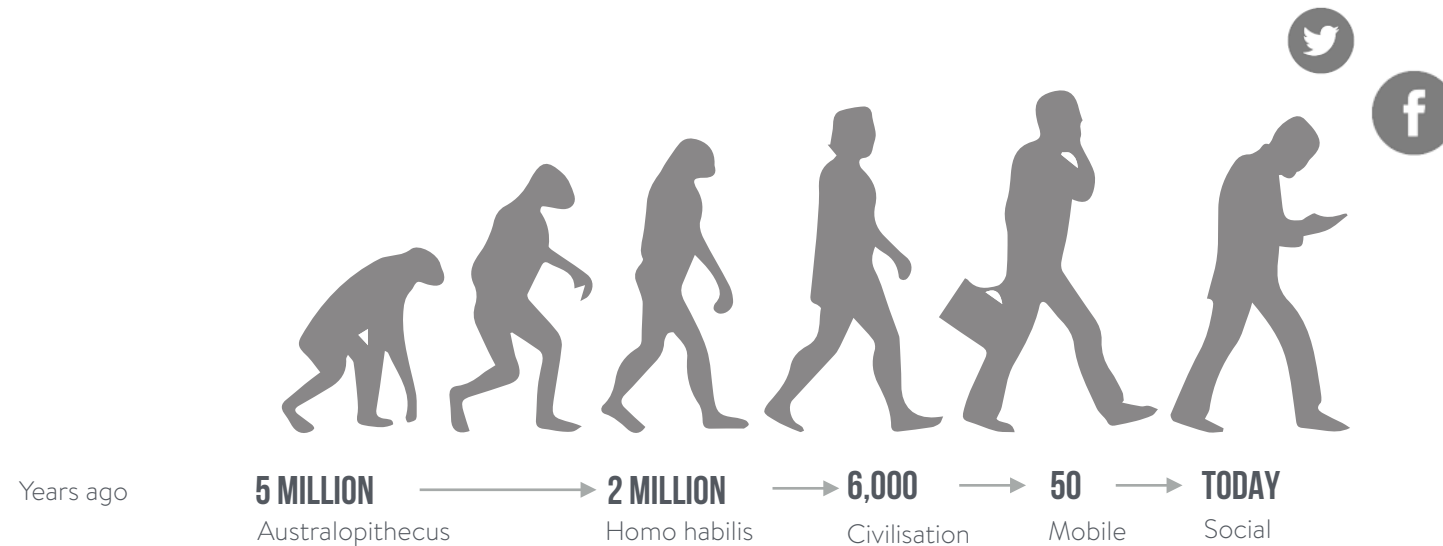 Years ago
5 MILLION
2 MILLION
6,000
50
TODAY
Australopithecus
Homo habilis
Civilisation
Mobile
Social